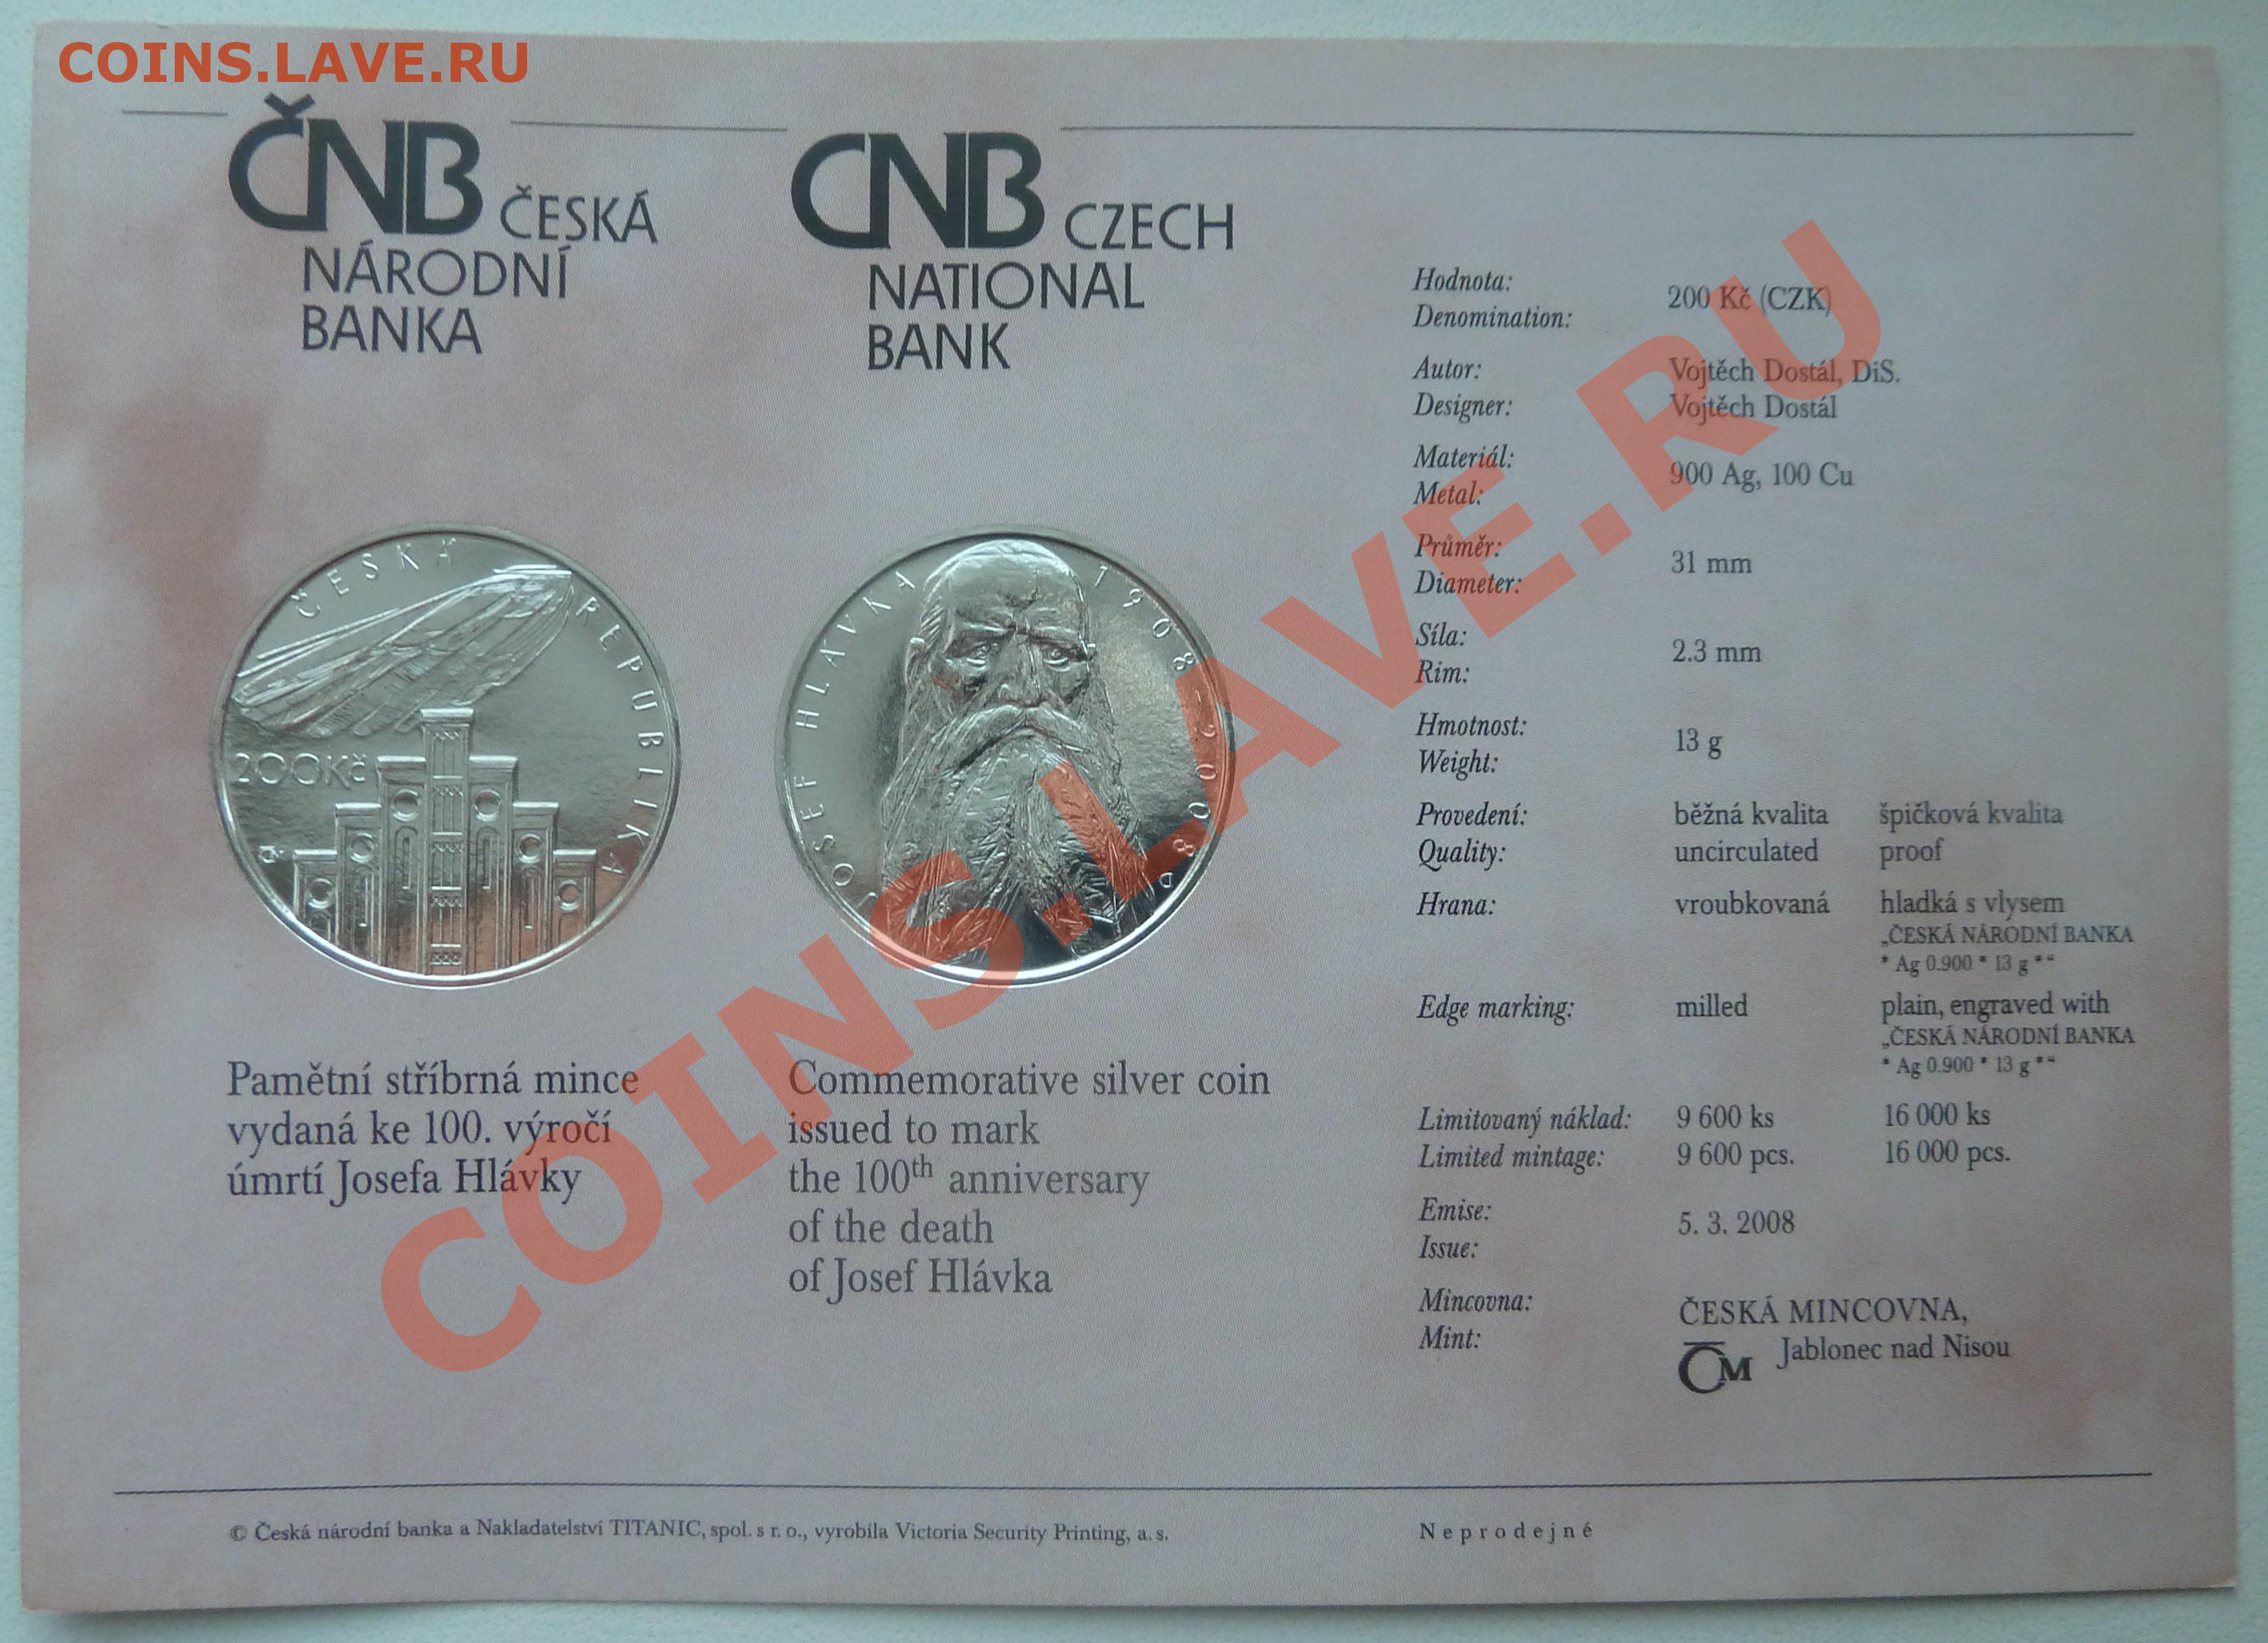 COINS.LAVE.RU
ČNB ČESKÁ
NÁRODNÍ
BANKA
CNB CZECH
NATIONAL
BANK
ČESKÁ REPUBLIKA
200Kč
JOSEF HLÁVKA 1908-2008
Pamětní stříbrná mince
vydaná ke 100. výročí
úmrtí Josefa Hlávky
Commemorative silver coin
issued to mark
the 100th anniversary
of the death
of Josef Hlávka
Hodnota:
Denomination:
200 Kč (CZK)
Autor: Vojtěch Dostál, DiS.
Designer: Vojtěch Dostál
Materiál:
Metal:
900 Ag, 100 Cu
Průměr:
Diameter:
31 mm
Síla:
Rim:
2.3 mm
Hmotnost:
Weight:
13 g
Provedení: běžná kvalita špičková kvalita
Quality: uncirculated proof
Hrana: vroubkovaná hladká s vlysem
„ČESKÁ NÁRODNÍ BANKA
* Ag 0.900 * 13 g *“
Edge marking: milled plain, engraved with
„ČESKÁ NÁRODNÍ BANKA
* Ag 0.900 * 13 g *“
Limitovaný náklad: 9 600 ks 16 000 ks
Limited mintage: 9 600 pcs. 16 000 pcs.
Emise:
Issue:
5. 3. 2008
Mincovna:
Mint:
ČESKÁ MINCOVNA,
ČM Jablonec nad Nisou
© Česká národní banka a Nakladatelství TITANIC, spol. s r. o., vyrobila Victoria Security Printing, a. s.
Neprodejné
COINS.LAVE.RU